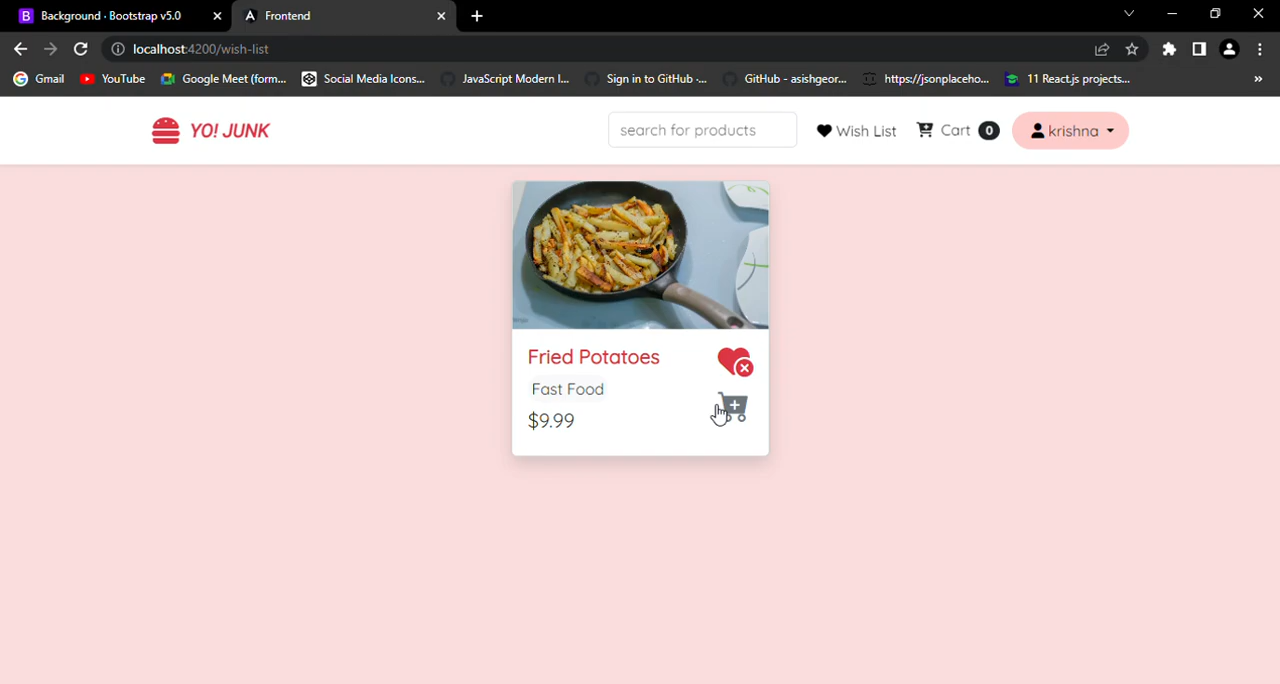 Background · Bootstrap v5.0
Frontend
localhost:4200/wish-list
Gmail
YouTube
Google Meet (form...
Social Media Icons...
JavaScript Modern I...
Sign in to GitHub ·...
GitHub - asishgeor...
https://jsonplaceho...
11 React.js projects...
»
YO! JUNK
search for products
Wish List
Cart 0
krishna
Fried Potatoes
Fast Food
$9.99